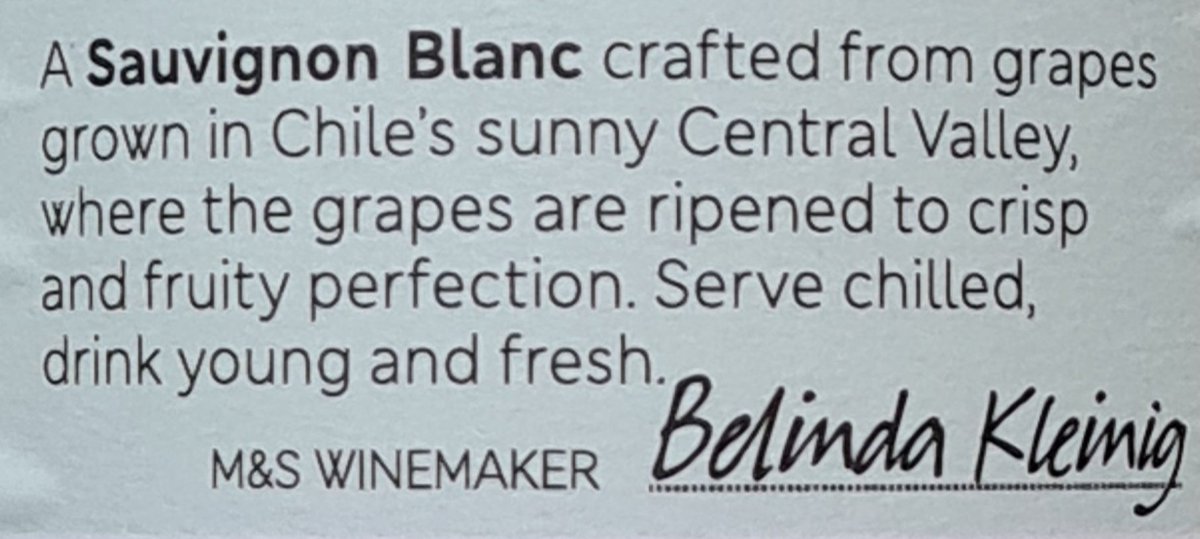 A Sauvignon Blanc crafted from grapes
grown in Chile's sunny Central Valley,
where the grapes are ripened to crisp
and fruity perfection. Serve chilled,
drink young and fresh.
M&S WINEMAKER Belinda Kleinig